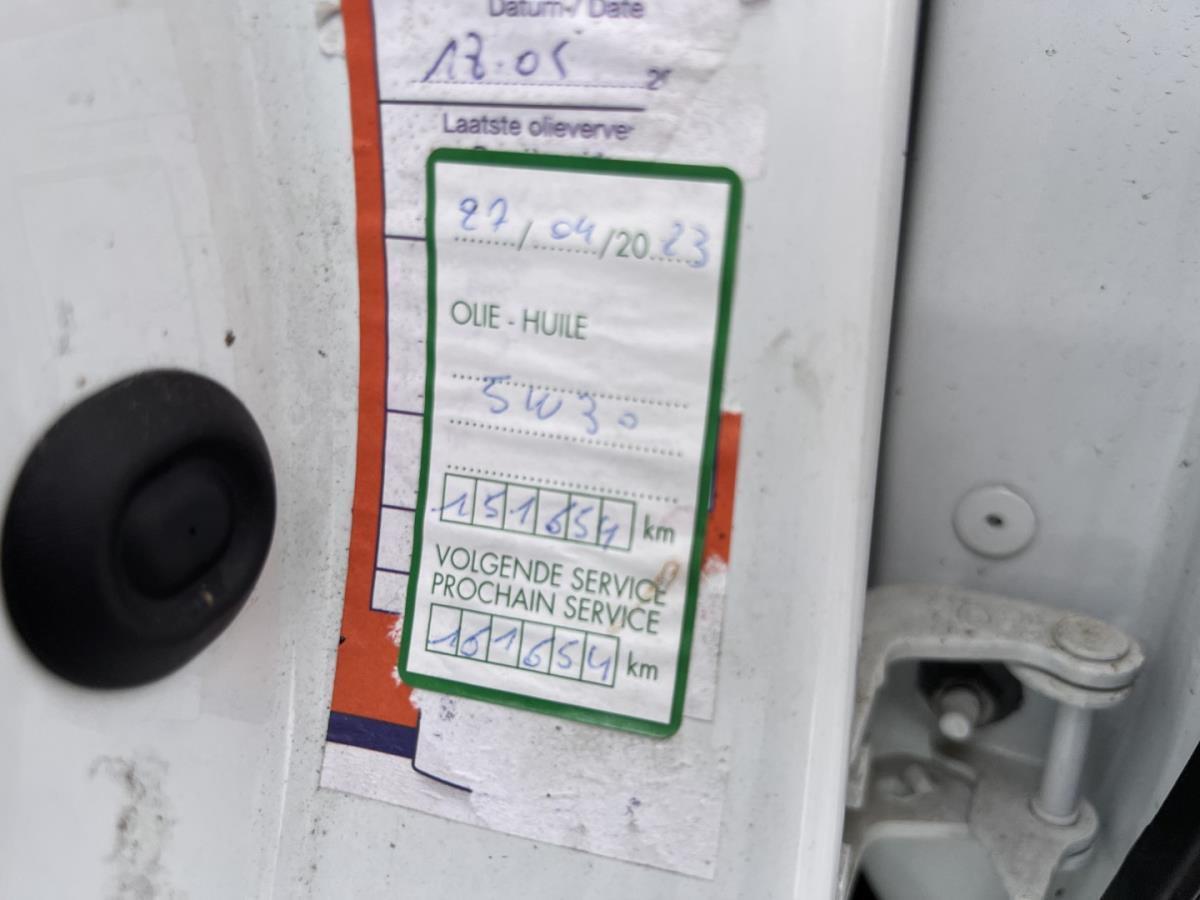 Datum-/ Date
17.05
Laatste olieverve
27/04/2023
OLIE - HUILE
5W30
151654 km
VOLGENDE SERVICE
PROCHAIN SERVICE
161654 km